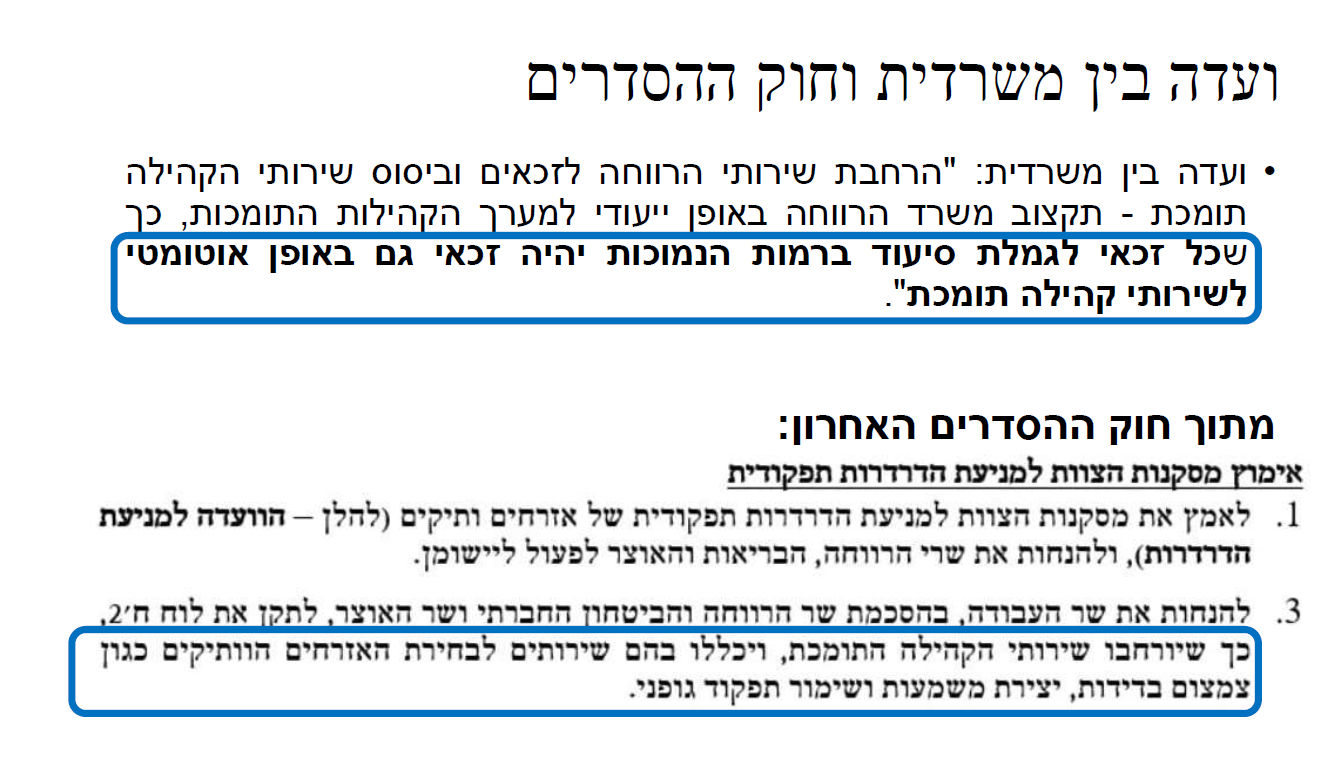 ועדה בין משרדית וחוק ההסדרים
• ועדה בין משרדית: "הרחבת שירותי הרווחה לזכאים וביסוס שירותי הקהילה
תומכת - תקצוב משרד הרווחה באופן ייעודי למערך הקהילות התומכות, כך
שכל זכאי לגמלת סיעוד ברמות הנמוכות יהיה זכאי גם באופן אוטומטי
לשירותי קהילה תומכת".
מתוך חוק ההסדרים האחרון:
אימוץ מסקנות הצוות למניעת הדרדרות תפקודית
1. לאמץ את מסקנות הצוות למניעת הדרדרות תפקודית של אזרחים ותיקים (להלן – הוועדה למניעת
הדרדרות), ולהנחות את שרי הרווחה, הבריאות והאוצר לפעול ליישומן.
3. להנחות את שר העבודה, בהסכמת שר הרווחה והביטחון החברתי ושר האוצר, לתקן את לוח ח'2,
כך שיורחבו שירותי הקהילה התומכת, ויכללו בהם שירותים לבחירת האזרחים הוותיקים כגון
צמצום בדידות, יצירת משמעות ושימור תפקוד גופני.